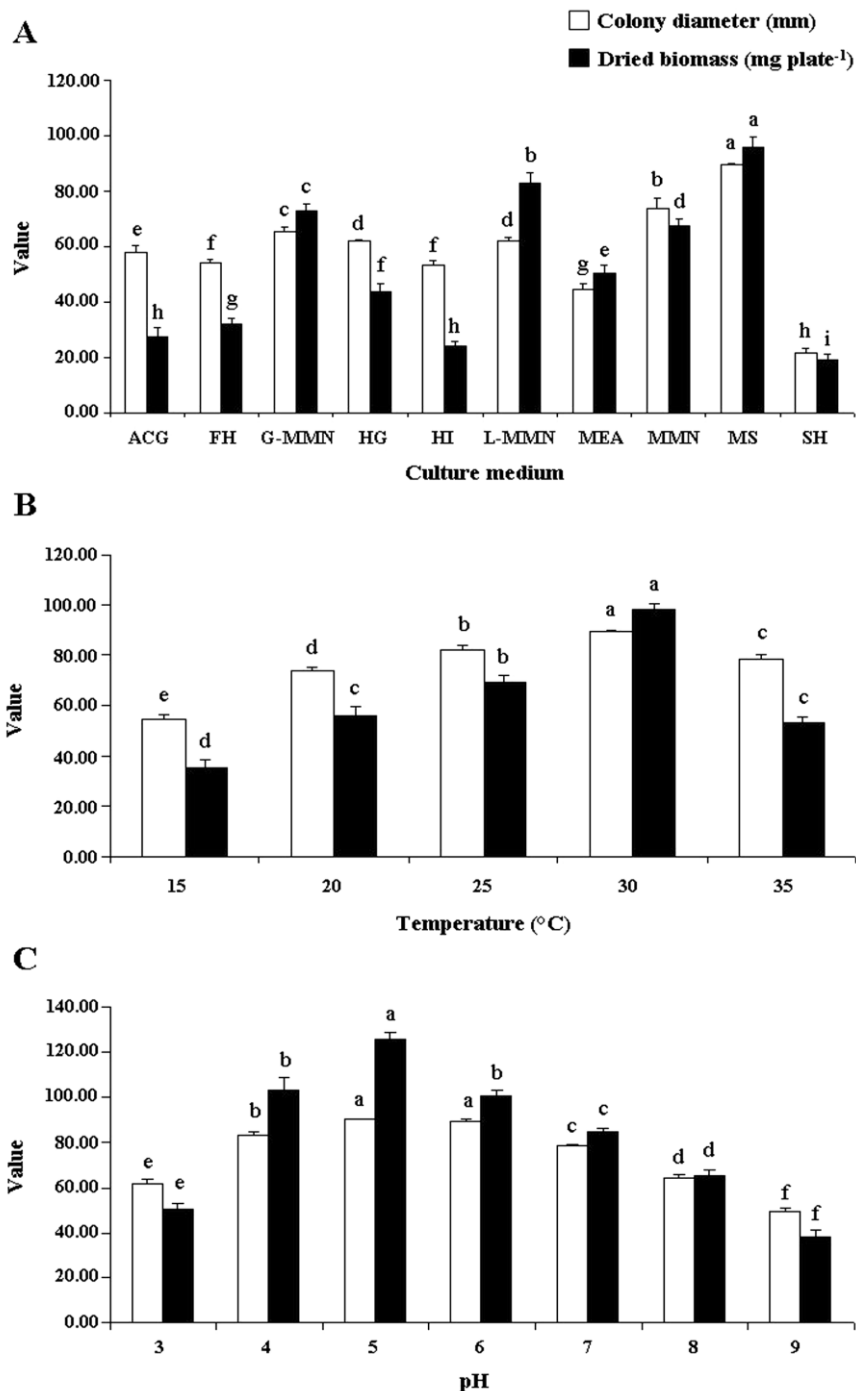 A
Colony diameter (mm)
Dried biomass (mg plate-1)
120.00
100.00
80.00
60.00
40.00
20.00
0.00
Value
e h f g c c d f f h d b g e b d a a h i
ACG FH G-MMN HG HI L-MMN MEA MMN MS SH
Culture medium
B
120.00
100.00
80.00
60.00
40.00
20.00
0.00
Value
e d d c b b a a c c
15 20 25 30 35
Temperature (°C)
C
140.00
120.00
100.00
80.00
60.00
40.00
20.00
0.00
Value
e e b b a a a b c c d d f f
3 4 5 6 7 8 9
pH